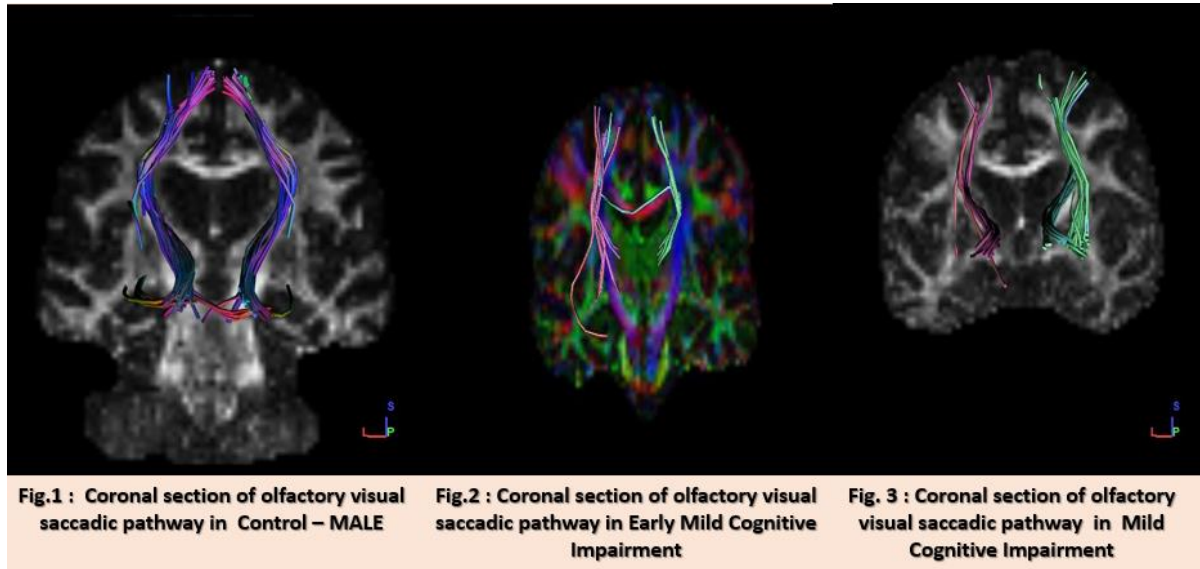 S
L P
S
L P
Fig.1 : Coronal section of olfactory visual
saccadic pathway in Control – MALE
Fig.2 : Coronal section of olfactory visual
saccadic pathway in Early Mild Cognitive
Impairment
Fig. 3 : Coronal section of olfactory
visual saccadic pathway in Mild
Cognitive Impairment